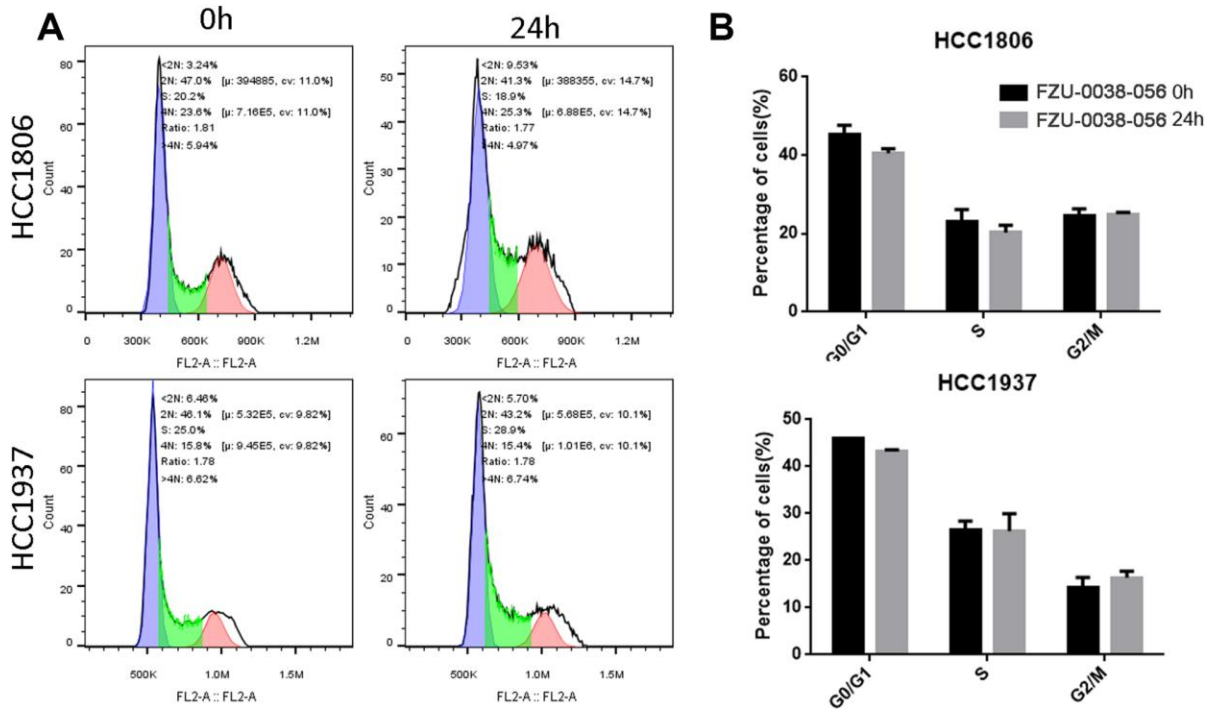 A
0h
24h
B
HCC1806
80
60
40
20
0
Count
<2N: 3.24%
2N: 47.0% [µ: 394885, cv: 11.0%]
S: 20.2%
4N: 23.6% [µ: 7.16E5, cv: 11.0%]
Ratio: 1.81
>4N: 5.94%
0 300K 600K 900K 1.2M
FL2-A :: FL2-A
50
40
30
20
10
0
Count
<2N: 9.53%
2N: 41.3% [µ: 388355, cv: 14.7%]
S: 18.9%
4N: 25.3% [µ: 6.88E5, cv: 14.7%]
Ratio: 1.77
>4N: 4.97%
0 300K 600K 900K 1.2M
FL2-A :: FL2-A
HCC1937
80
60
40
20
0
Count
<2N: 6.46%
2N: 46.1% [µ: 5.32E5, cv: 9.82%]
S: 25.0%
4N: 15.8% [µ: 9.45E5, cv: 9.82%]
Ratio: 1.78
>4N: 6.62%
500K 1.0M 1.5M
FL2-A :: FL2-A
80
60
40
20
0
Count
<2N: 5.70%
2N: 43.2% [µ: 5.68E5, cv: 10.1%]
S: 28.9%
4N: 15.4% [µ: 1.01E6, cv: 10.1%]
Ratio: 1.78
>4N: 6.74%
500K 1.0M 1.5M
FL2-A :: FL2-A
HCC1806
Percentage of cells(%)
60
40
20
0
FZU-0038-056 0h
FZU-0038-056 24h
G0/G1 S G2/M
HCC1937
Percentage of cells(%)
50
40
30
20
10
0
G0/G1 S G2/M